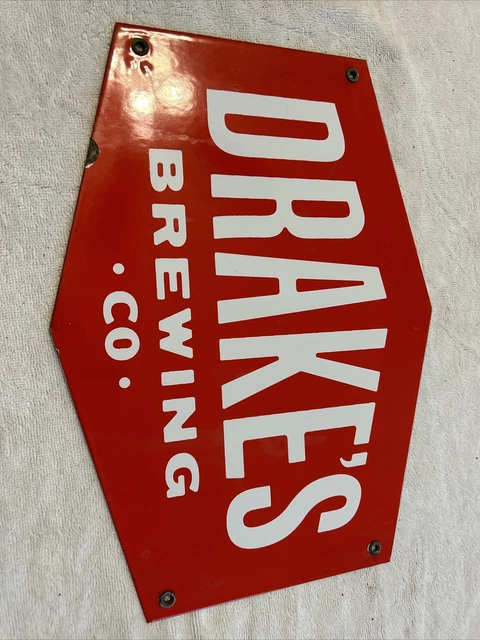 DRAKE'S
BREWING
• CO. •